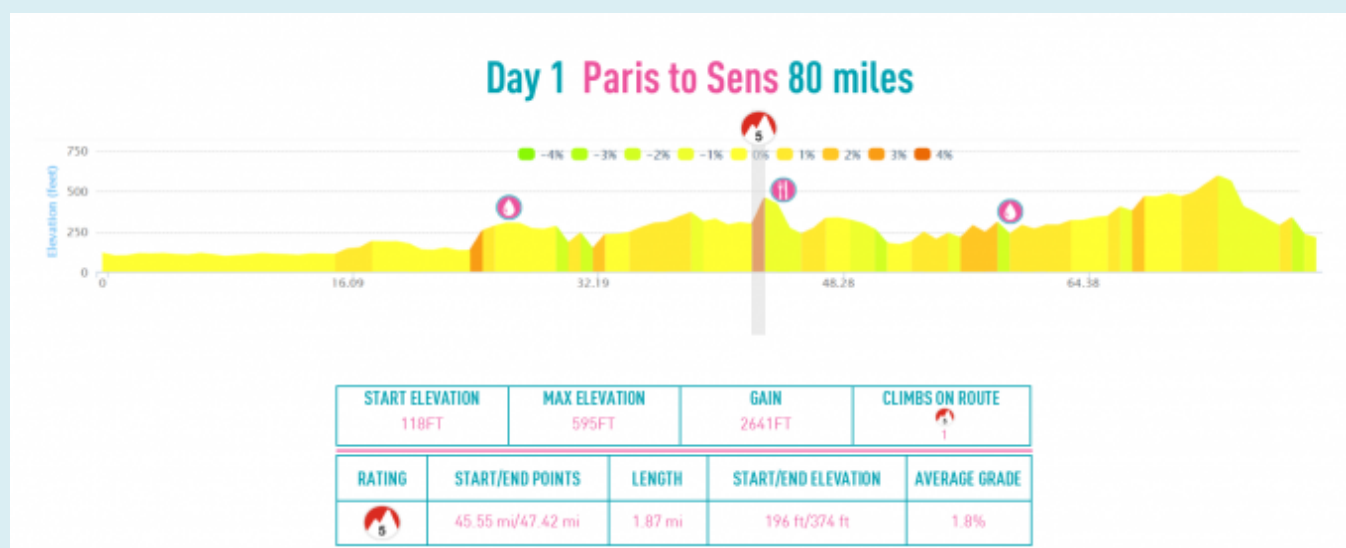 Day 1 Paris to Sens 80 miles
5
-4% -3% -2% -1% 0% 1% 2% 3% 4%
Elevation (feet)
750
500
250
0
0 16.09 32.19 48.28 64.38
START ELEVATION MAX ELEVATION GAIN CLIMBS ON ROUTE
118FT 595FT 2641FT 5
1
RATING START/END POINTS LENGTH START/END ELEVATION AVERAGE GRADE
5 45.55 mi/47.42 mi 1.87 mi 196 ft/374 ft 1.8%